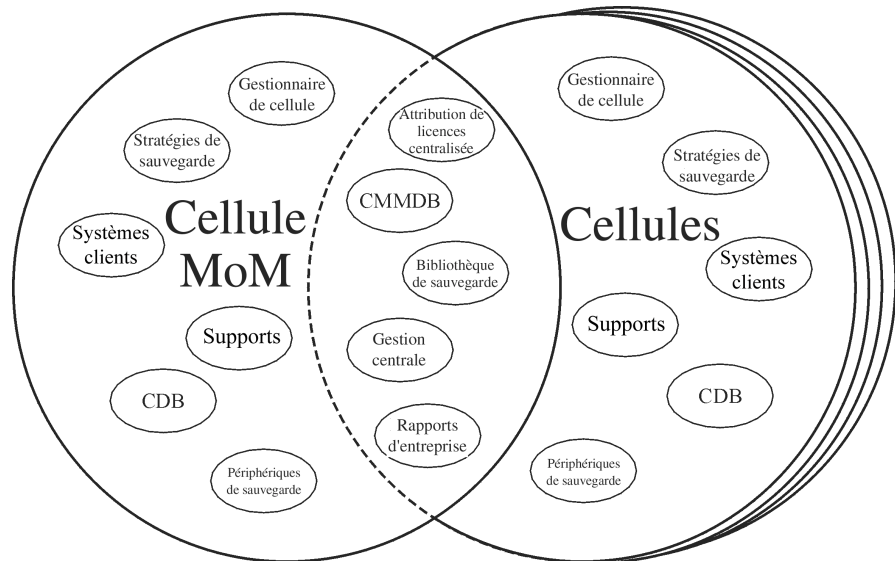 Gestionnaire
de cellule
Stratégies de
sauvegarde
Cellule
MoM
Systèmes
clients
Supports
CDB
Périphériques
de sauvegarde
Attribution de
licences
centralisée
CMMDB
Bibliothèque
de sauvegarde
Gestion
centrale
Rapports
d'entreprise
Gestionnaire
de cellule
Stratégies de
sauvegarde
Cellules
Systèmes
clients
Supports
CDB
Périphériques
de sauvegarde